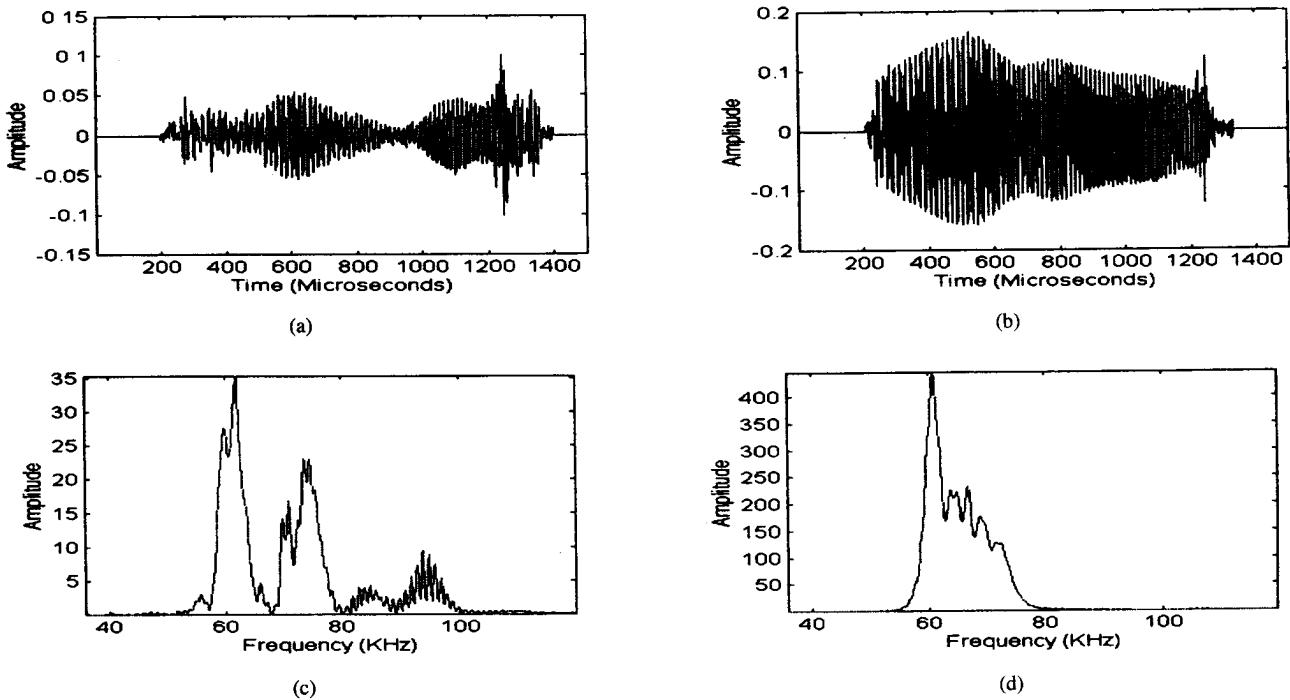 0.15
0 1
0.05
0
-0.05
-0.1
-0.15
Amplitude
200 400 600 800 1000 1200 1400
Time (Microseconds)
(a)
0.2
0.1
0
-0.1
-0.2
Amplitude
200 400 600 800 1000 1200 1400
Time (Microseconds)
(b)
35
30
25
20
15
10
5
Amplitude
40 60 80 100
Frequency (KHz)
(c)
400
350
300
250
200
150
100
50
Amplitude
40 60 80 100
Frequency (KHz)
(d)